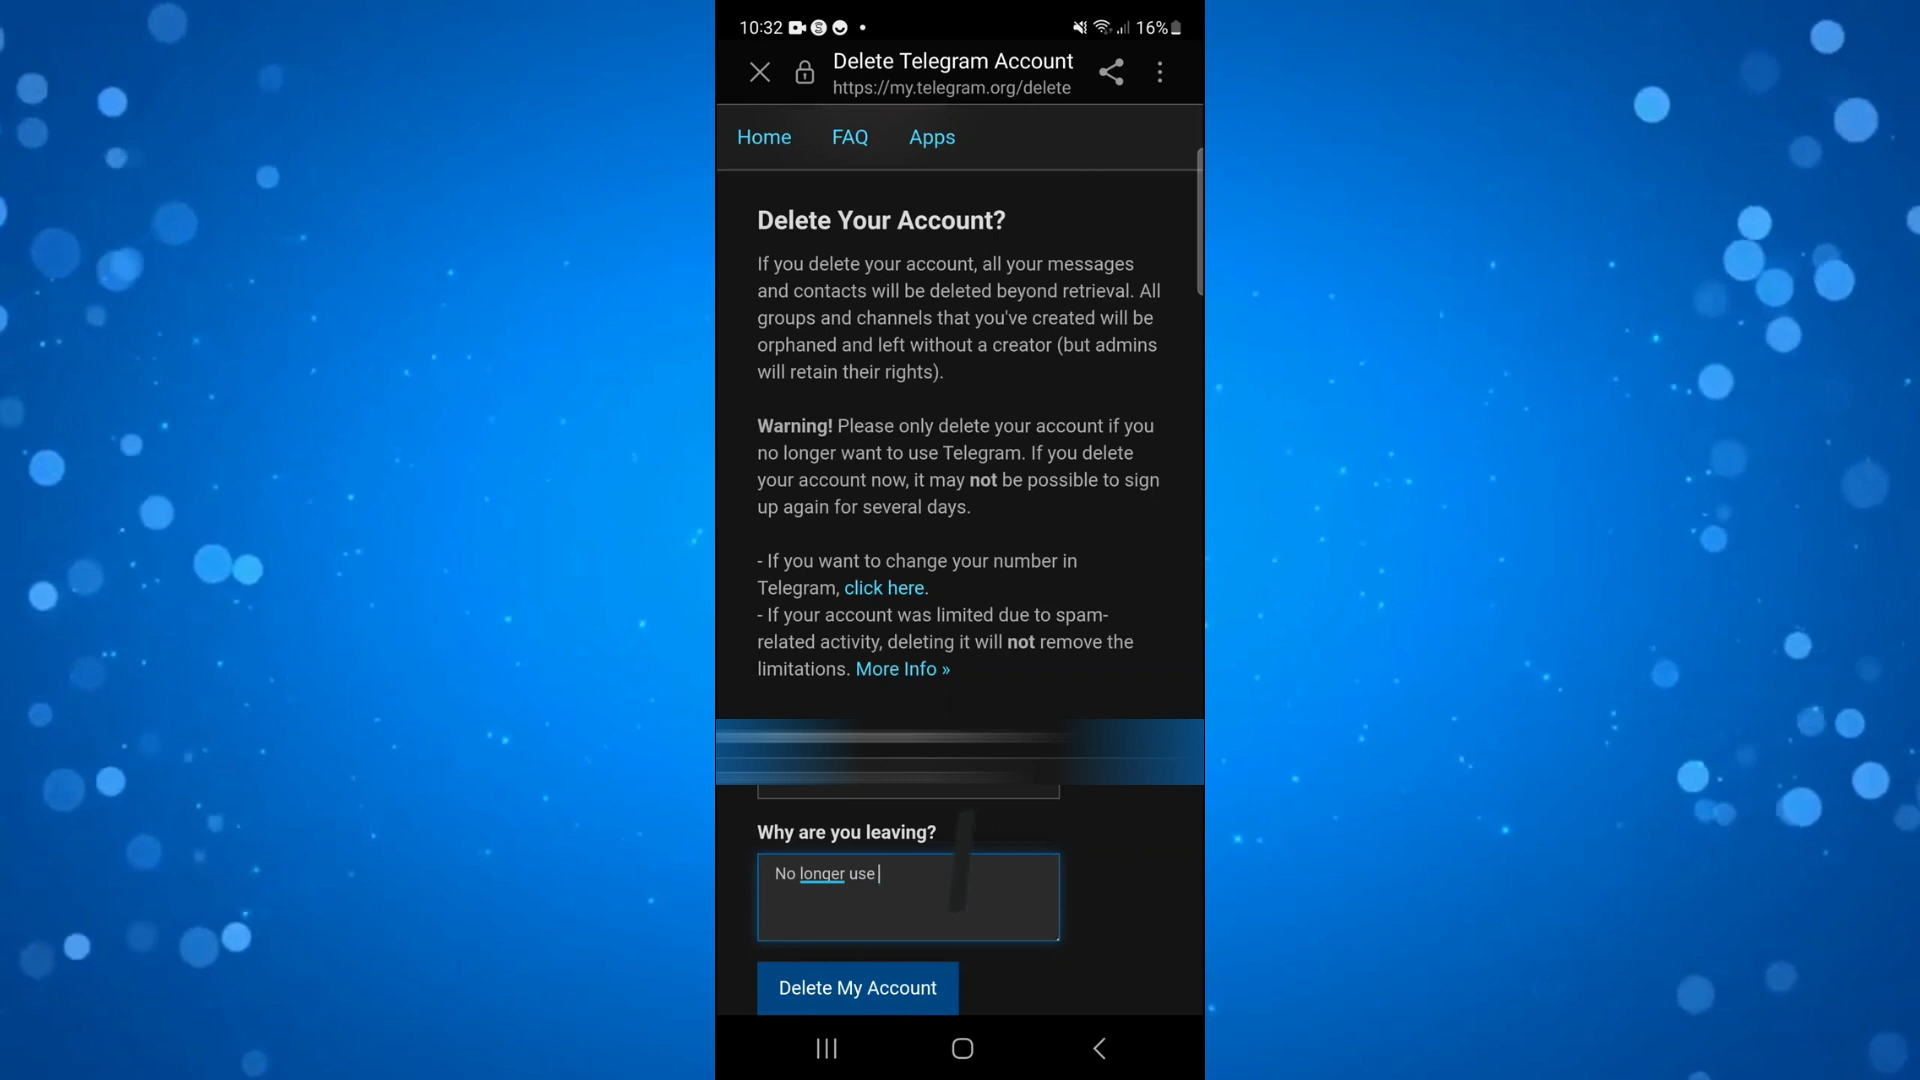 10:32 16%
Delete Telegram Account
https://my.telegram.org/delete
Home FAQ Apps
Delete Your Account?
If you delete your account, all your messages
and contacts will be deleted beyond retrieval. All
groups and channels that you've created will be
orphaned and left without a creator (but admins
will retain their rights).
Warning! Please only delete your account if you
no longer want to use Telegram. If you delete
your account now, it may not be possible to sign
up again for several days.
- If you want to change your number in
Telegram, click here.
- If your account was limited due to spam-
related activity, deleting it will not remove the
limitations. More Info »
Why are you leaving?
No longer use
Delete My Account